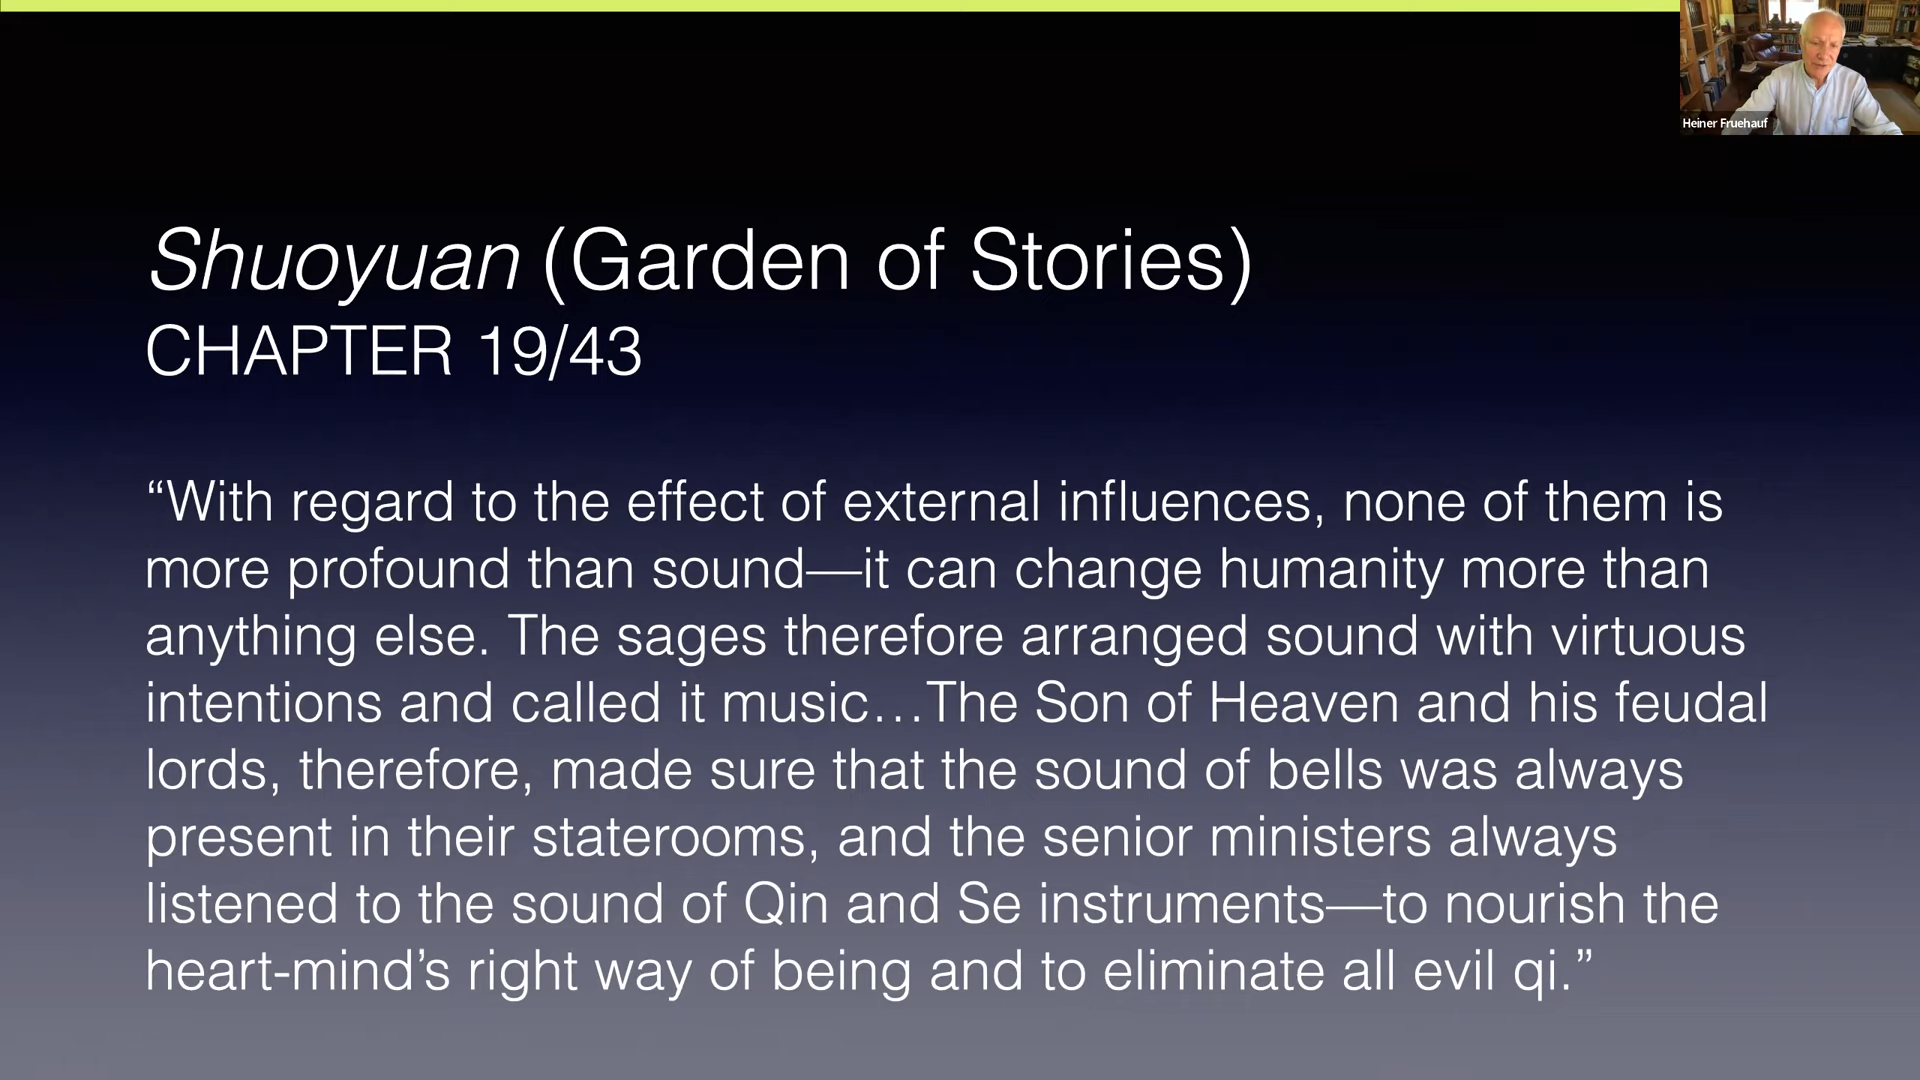 Heiner Fruehauf
Shuoyuan (Garden of Stories)
CHAPTER 19/43
“With regard to the effect of external influences, none of them is
more profound than sound—it can change humanity more than
anything else. The sages therefore arranged sound with virtuous
intentions and called it music…The Son of Heaven and his feudal
lords, therefore, made sure that the sound of bells was always
present in their staterooms, and the senior ministers always
listened to the sound of Qin and Se instruments—to nourish the
heart-mind’s right way of being and to eliminate all evil qi.”